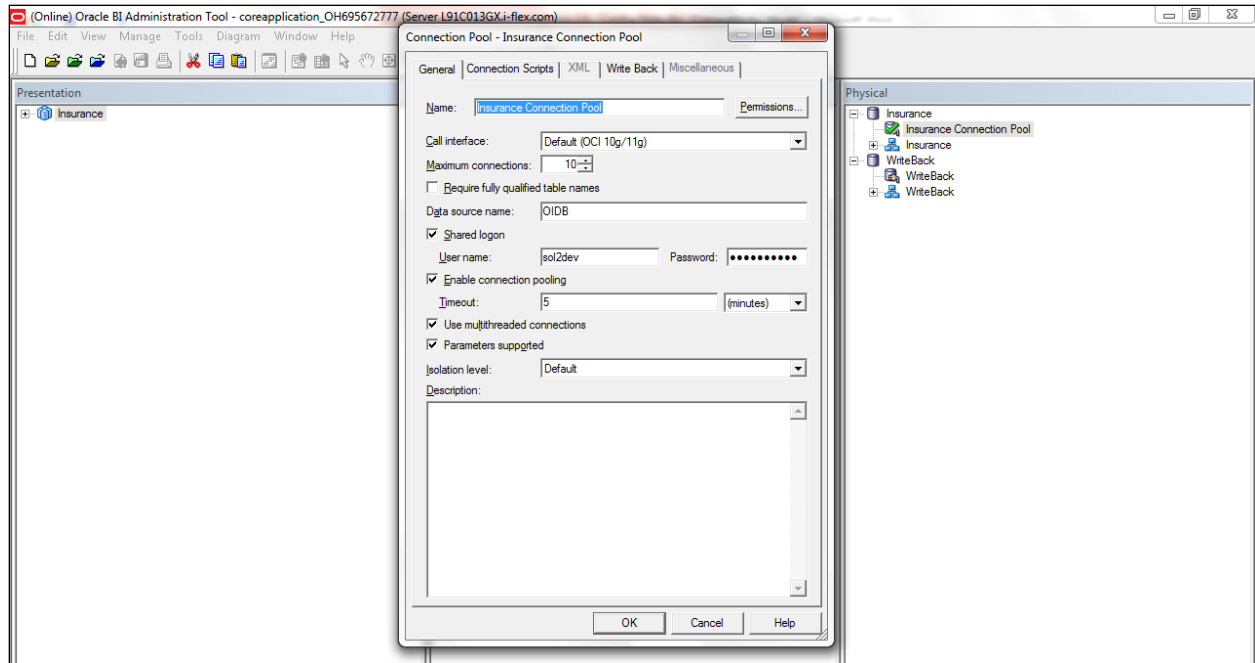 (Online) Oracle BI Administration Tool - coreapplication_OH695672777 (Server L91C013GX.i-flex.com)
File Edit View Manage Tools Diagram Window Help
Presentation
Insurance
Connection Pool - Insurance Connection Pool
General Connection Scripts XML Write Back Miscellaneous
Name: Insurance Connection Pool Permissions...
Call interface: Default (OCI 10g/11g)
Maximum connections: 10
Require fully qualified table names
Data source name: OIDB
Shared logon
User name: sol2dev Password: ●●●●●●●●●●
Enable connection pooling
Timeout: 5 (minutes)
Use multithreaded connections
Parameters supported
Isolation level: Default
Description:
OK Cancel Help
Physical
Insurance
Insurance Connection Pool
Insurance
WriteBack
WriteBack
WriteBack